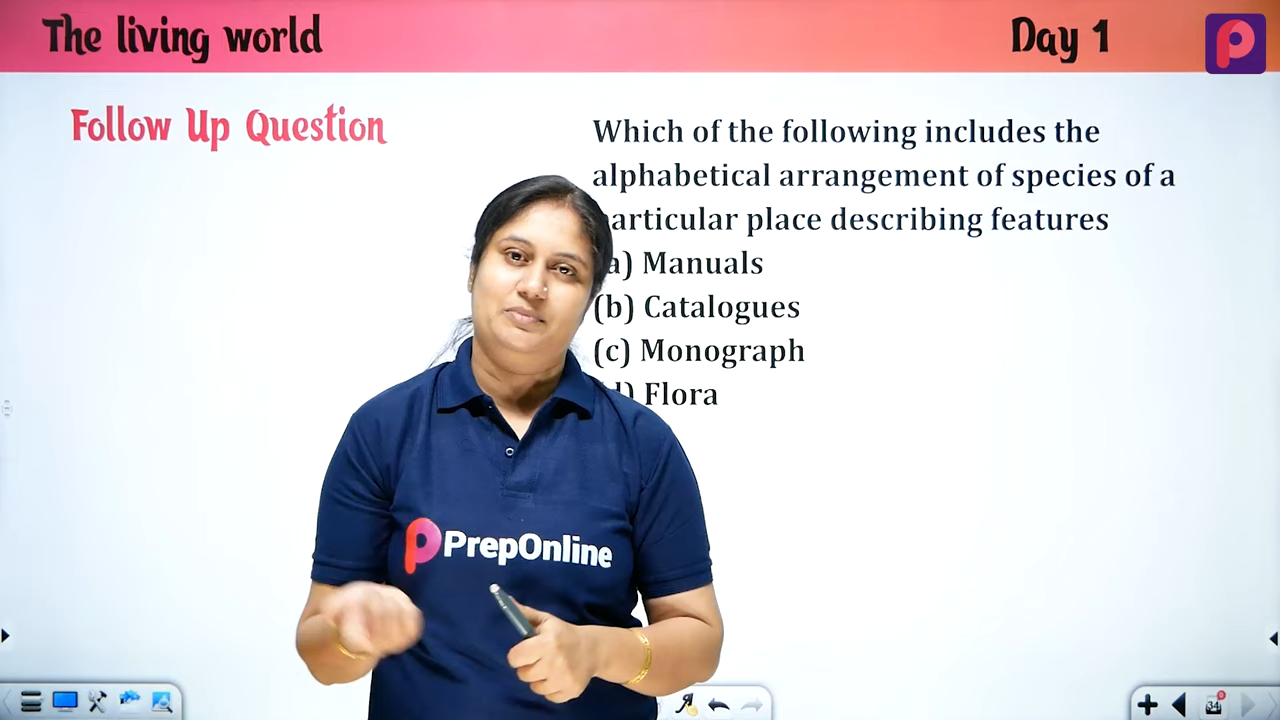 The living world
Day 1
Follow Up Question
Which of the following includes the
alphabetical arrangement of species of a
place describing features
a) Manuals
(b) Catalogues
(c) Monograph
d) Flora
PrepOnline
34